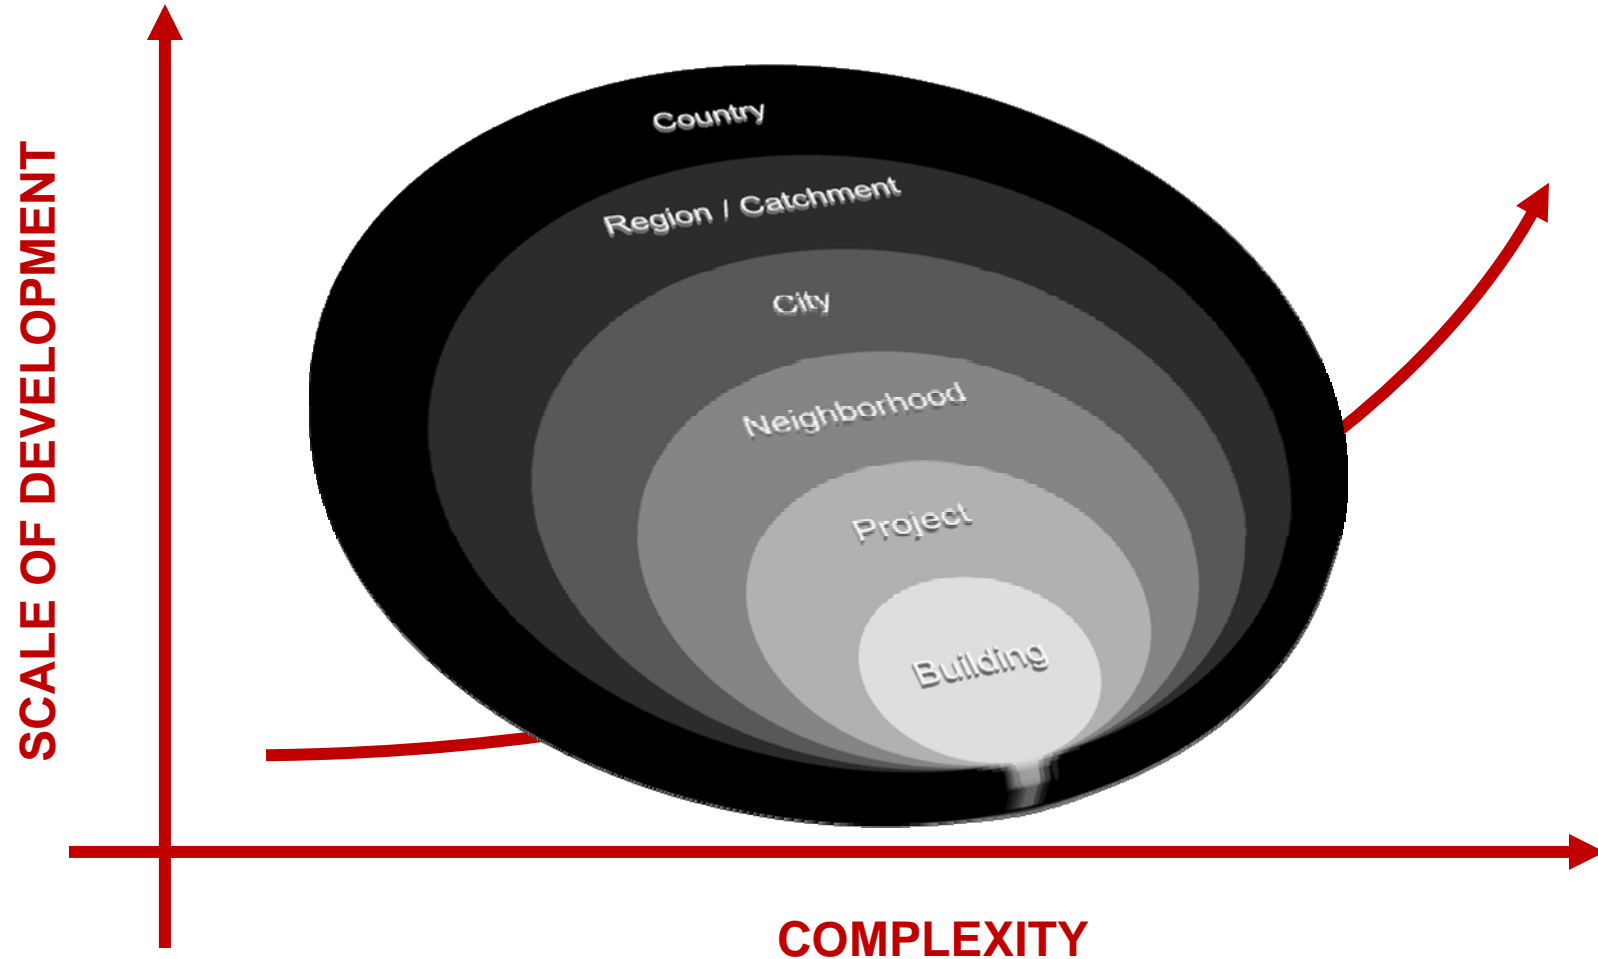 SCALE OF DEVELOPMENT
Country
Region / Catchment
City
Neighborhood
Project
Building
COMPLEXITY